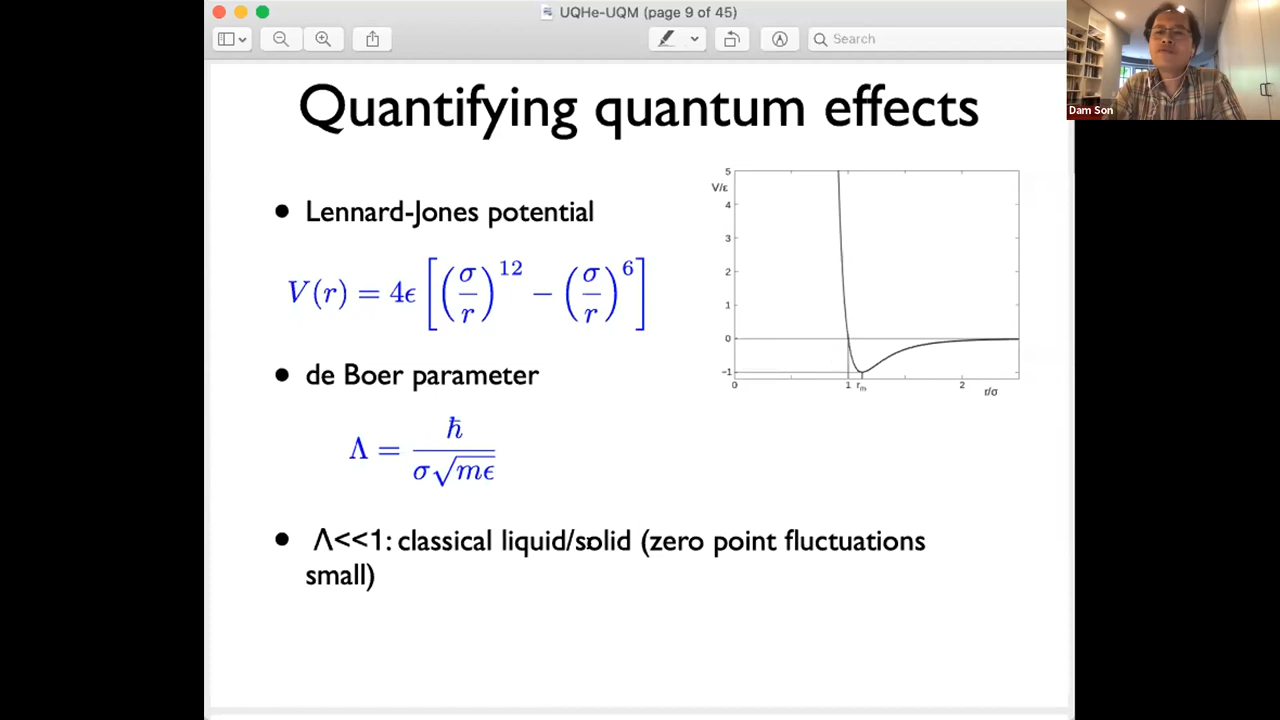 UQHe-UQM (page 9 of 45)
Search
Dam Son
Quantifying quantum effects
• Lennard-Jones potential
V(r) = 4ϵ [(σ/r)^12 − (σ/r)^6]
• de Boer parameter
Λ = ħ / (σ√mϵ)
• Λ<<1: classical liquid/solid (zero point fluctuations
small)
V/ε
5
4
3
2
1
0
−1
0 1 r_m 2
r/σ